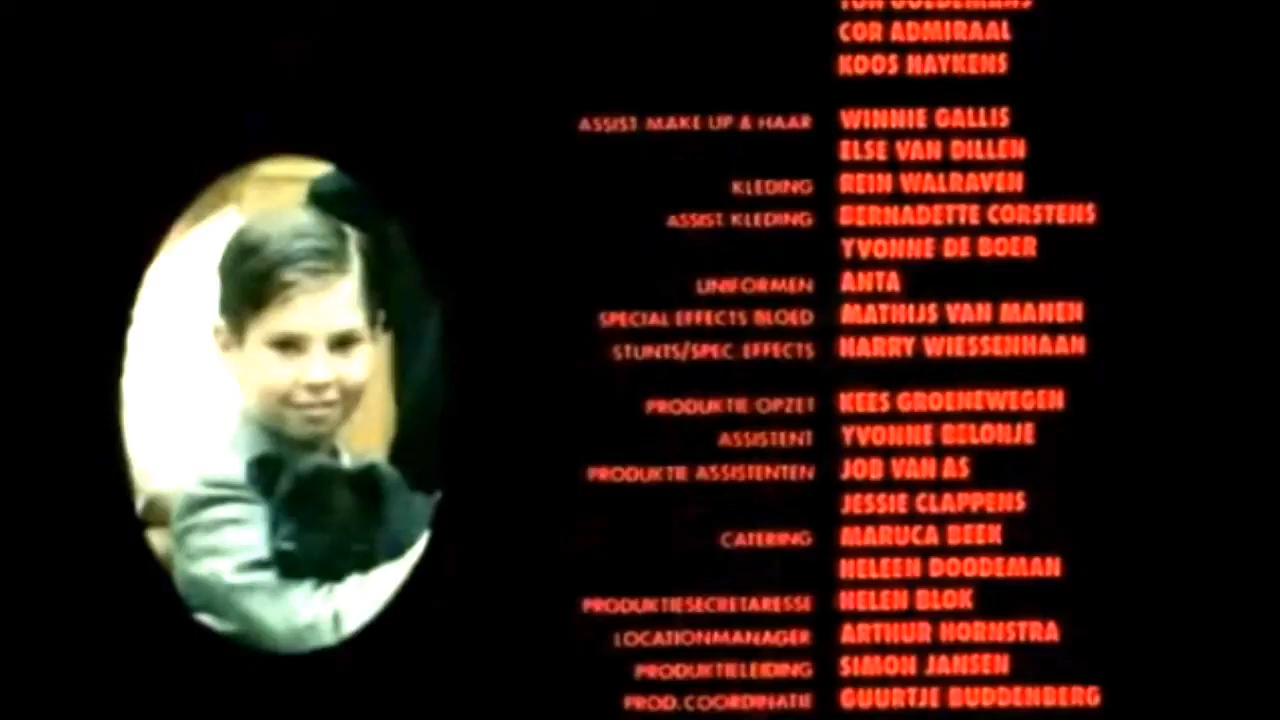 COR ADMIRAAL
KOOS HAYKENS
ASSIST. MAKE UP & HAAR WINNIE GALLIS
ELSE VAN DILLEN
KLEDING REIN WALRAVEN
ASSIST. KLEDING BERNADETTE CORSTENS
YVONNE DE BOER
UNIFORMEN ANTA
SPECIAL EFFECTS BLOED MATHIJS VAN MANEN
STUNTS/SPEC. EFFECTS HARRY WIESSENHAAN
PRODUKTIE OPZET KEES GROENEWEGEN
ASSISTENT YVONNE BELONJE
PRODUKTIE ASSISTENTEN JOB VAN AS
JESSIE CLAPPENS
CATERING MARUCA BEEK
HELEEN DOODEMAN
PRODUKTIESECRETARESSE HELEN BLOK
LOCATIONMANAGER ARTHUR HORNSTRA
PRODUKTIELEIDING SIMON JANSEN
PROD. COORDINATIE GUURTJE BUDDENBERG